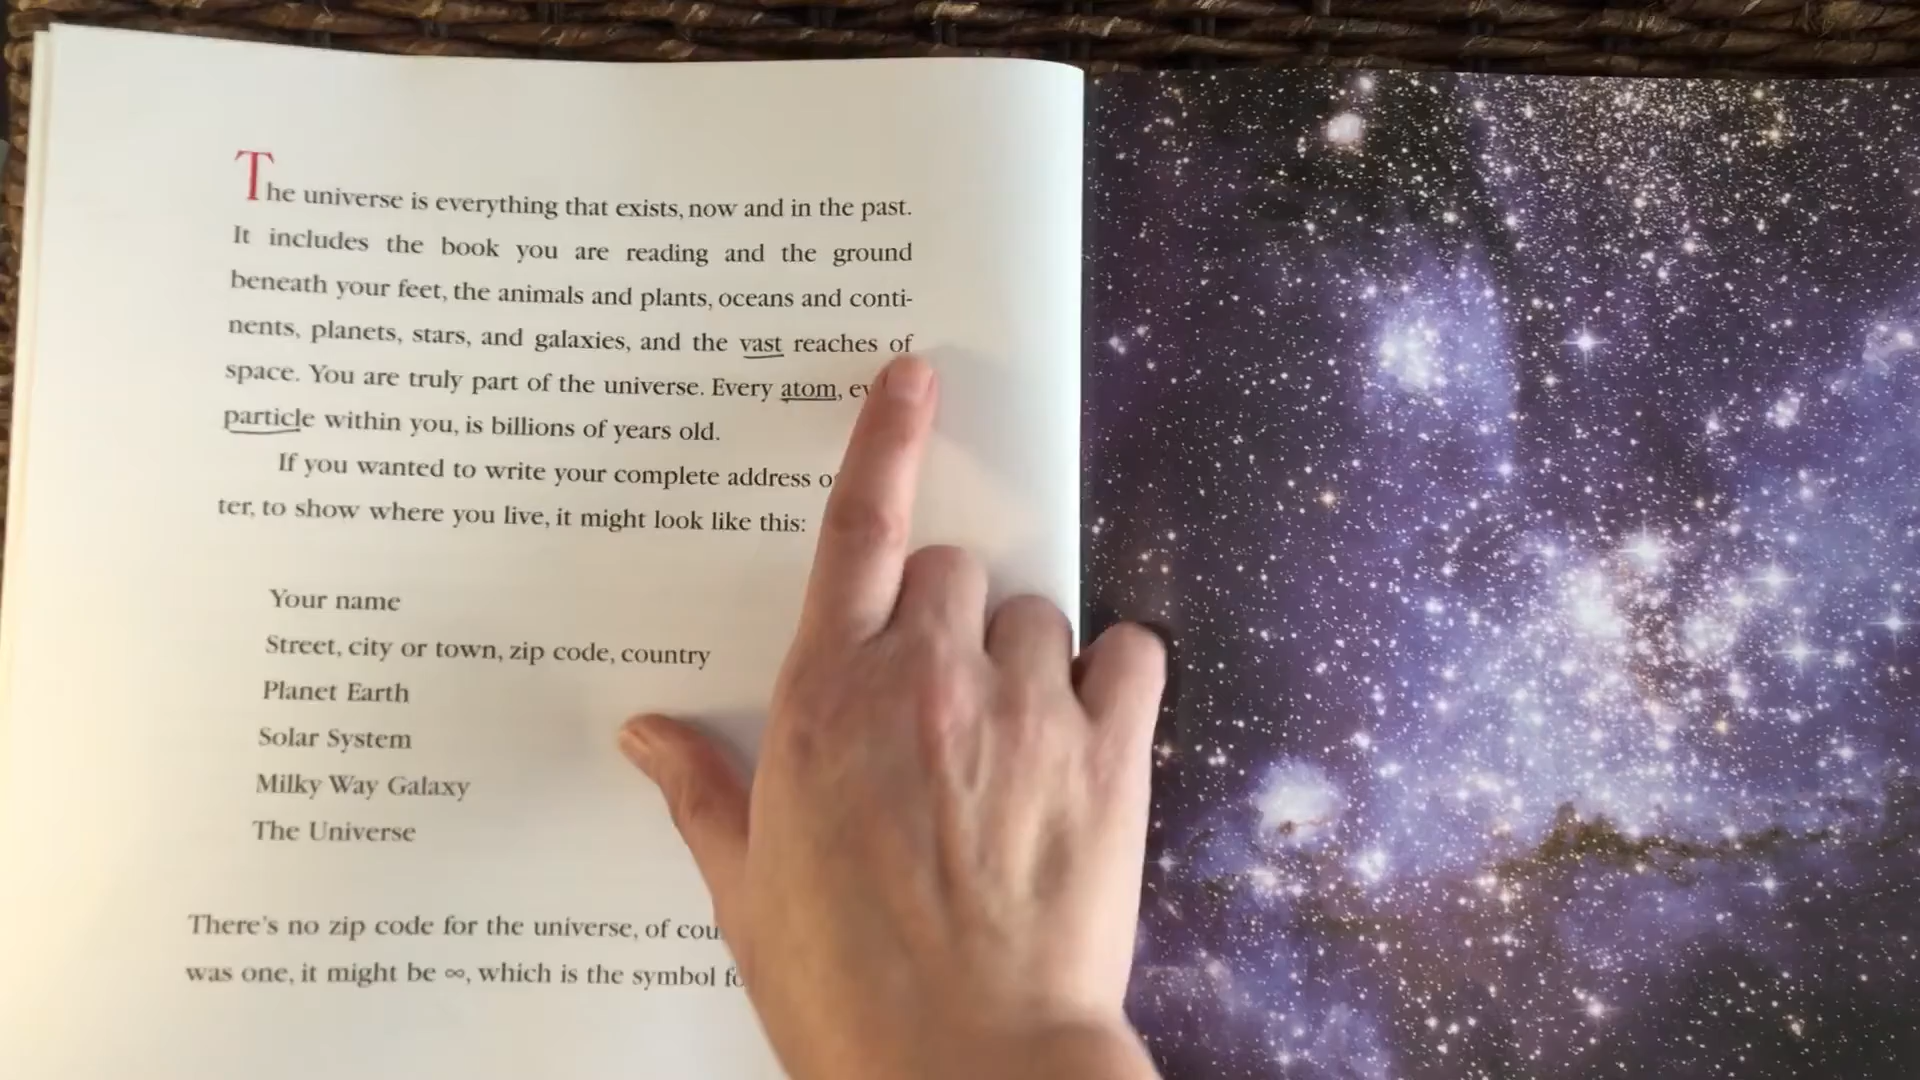 The universe is everything that exists, now and in the past.
It includes the book you are reading and the ground
beneath your feet, the animals and plants, oceans and conti-
nents, planets, stars, and galaxies, and the vast reaches of
space. You are truly part of the universe. Every atom,
particle within you, is billions of years old.
If you wanted to write your complete address
ter, to show where you live, it might look like this:
Your name
Street, city or town, zip code, country
Planet Earth
Solar System
Milky Way Galaxy
The Universe
There's no zip code for the universe, of
was one, it might be ∞, which is the symbol